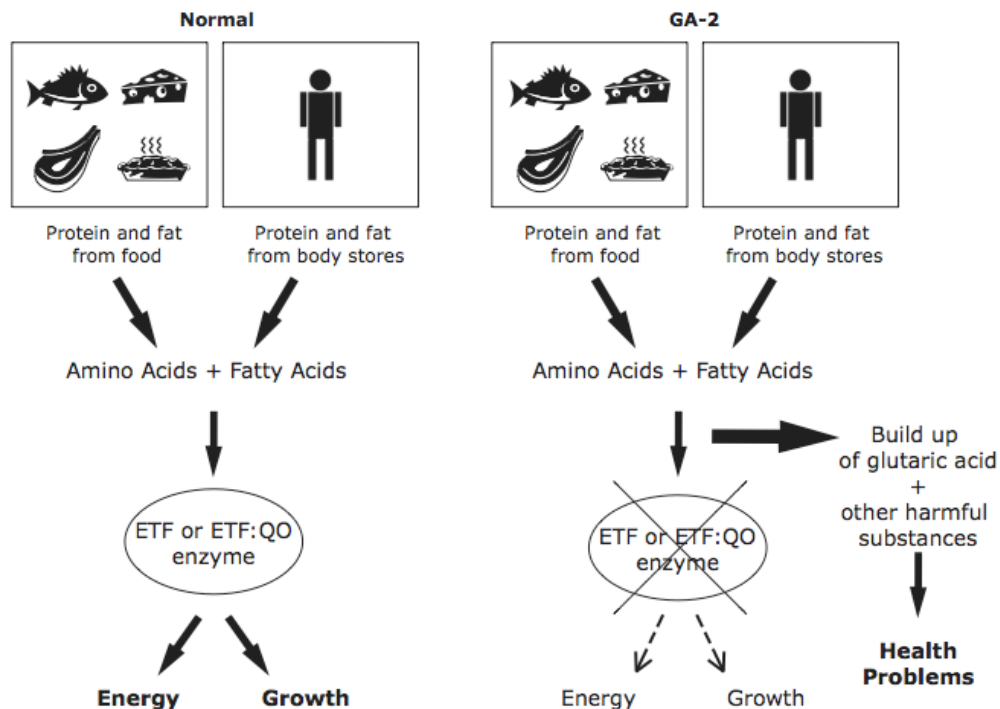 Normal
Protein and fat
from food
Protein and fat
from body stores
Amino Acids + Fatty Acids
ETF or ETF:QO
enzyme
Energy
Growth
GA-2
Protein and fat
from food
Protein and fat
from body stores
Amino Acids + Fatty Acids
Build up
of glutaric acid
+
other harmful
substances
ETF or ETF:QO
enzyme
Health
Problems
Energy
Growth